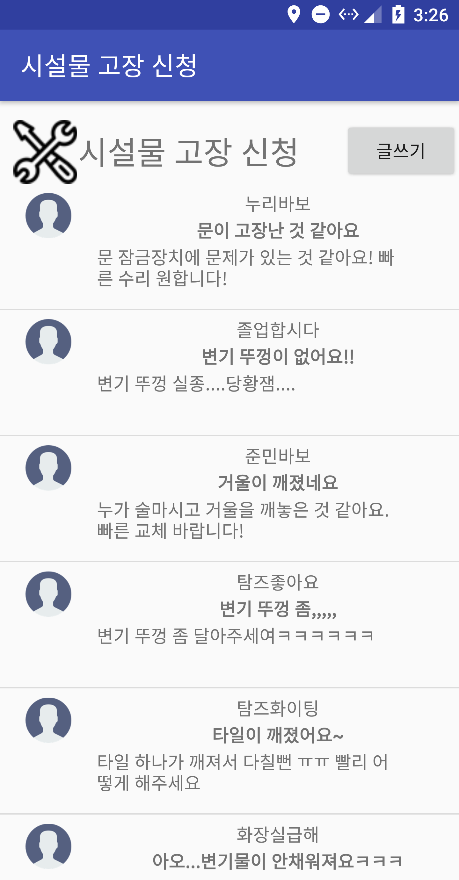 3:26
시설물 고장 신청
시설물 고장 신청
글쓰기
누리바보
문이 고장난 것 같아요
문 잠금장치에 문제가 있는 것 같아요! 빠
른 수리 원합니다!
졸업합시다
변기 뚜껑이 없어요!!
변기 뚜껑 실종....당황잼....
준민바보
거울이 깨졌네요
누가 술마시고 거울을 깨놓은 것 같아요.
빠른 교체 바랍니다!
탐즈좋아요
변기 뚜껑 좀,,,,,
변기 뚜껑 좀 달아주세여ㅋㅋㅋㅋㅋㅋ
탐즈화이팅
타일이 깨졌어요~
타일 하나가 깨져서 다칠뻔 ㅠㅠ 빨리 어
떻게 해주세요
화장실급해
아오...변기물이 안채워져요ㅋㅋㅋ